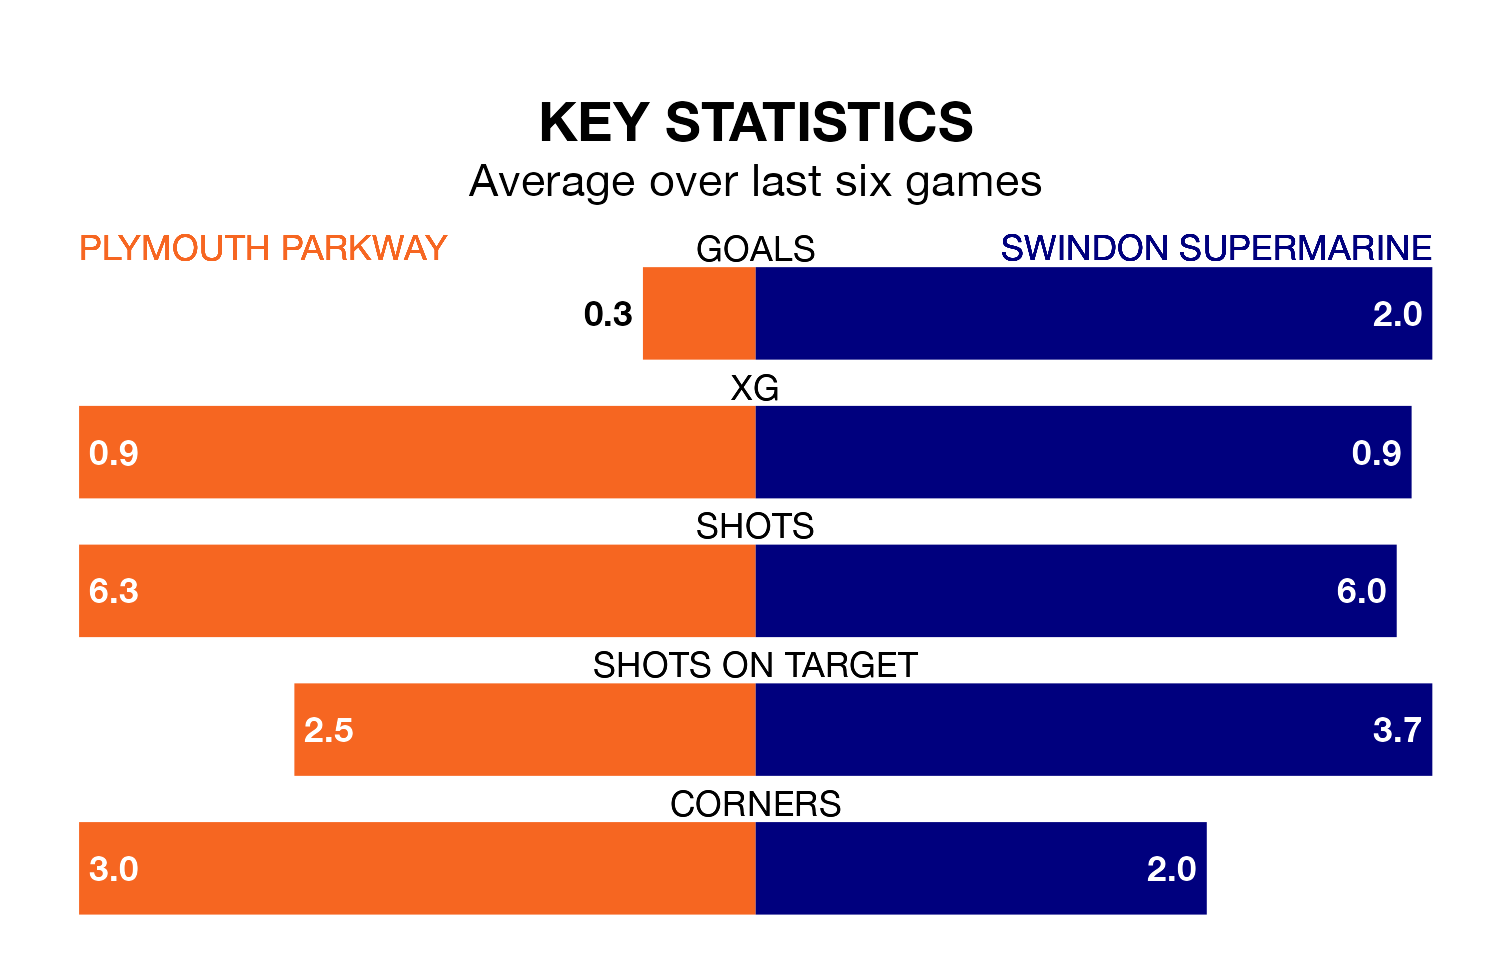 KEY STATISTICS
Average over last six games
PLYMOUTH PARKWAY GOALS SWINDON SUPERMARINE
0.3 2.0
XG
0.9 0.9
SHOTS
6.3 6.0
SHOTS ON TARGET
2.5 3.7
CORNERS
3.0 2.0